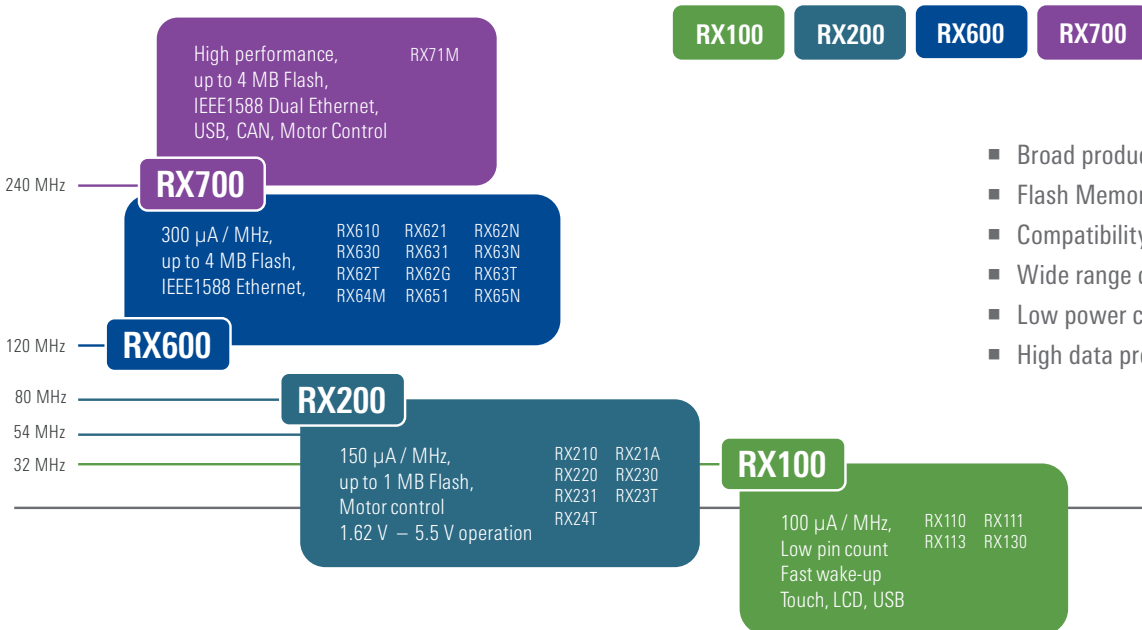 RX100 RX200 RX600 RX700
High performance,
up to 4 MB Flash,
IEEE1588 Dual Ethernet,
USB, CAN, Motor Control
RX71M
240 MHz
RX700
300 µA / MHz,
up to 4 MB Flash,
IEEE1588 Ethernet,
RX610 RX621 RX62N
RX630 RX631 RX63N
RX62T RX62G RX63T
RX64M RX651 RX65N
120 MHz
RX600
80 MHz
54 MHz
32 MHz
RX200
150 µA / MHz,
up to 1 MB Flash,
Motor control
1.62 V – 5.5 V operation
RX210 RX21A
RX220 RX230
RX231 RX23T
RX24T
RX100
100 µA / MHz,
Low pin count
Fast wake-up
Touch, LCD, USB
RX110 RX111
RX113 RX130
■ Broad produ
■ Flash Memor
■ Compatibility
■ Wide range
■ Low power
■ High data